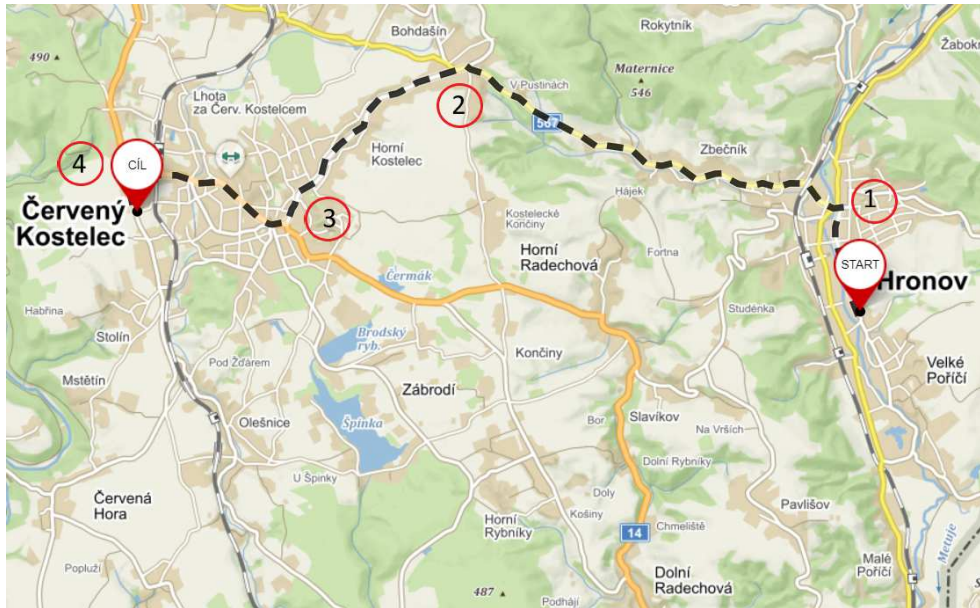 Bohdašín
Rokytník
Žabok
490
Maternice
546
V Pustinách
Lhota
za Červ. Kostelcem
2
567
Horní
Kostelec
Zbečník
4
CÍL
Hájek
1
Červený
Kostelec
3
Kostelecké
Končiny
Horní
Radechová
Fortna
START
Hronov
Čermák
Studénka
Habřina
Stolín
Brodský
ryb.
Končiny
Pod Žďárem
Velké
Poříčí
Mstětín
Zábrodí
Olešnice
Špinka
Bor
Slavíkov
Na Vrších
Dolní Rybníky
U Špinky
Červená
Hora
Doly
Pavlišov
Košiny
Horní
Rybníky
14
Chmeliště
Metuje
Malé
Poříčí
Popluží
487
Podhájí
Dolní
Radechová